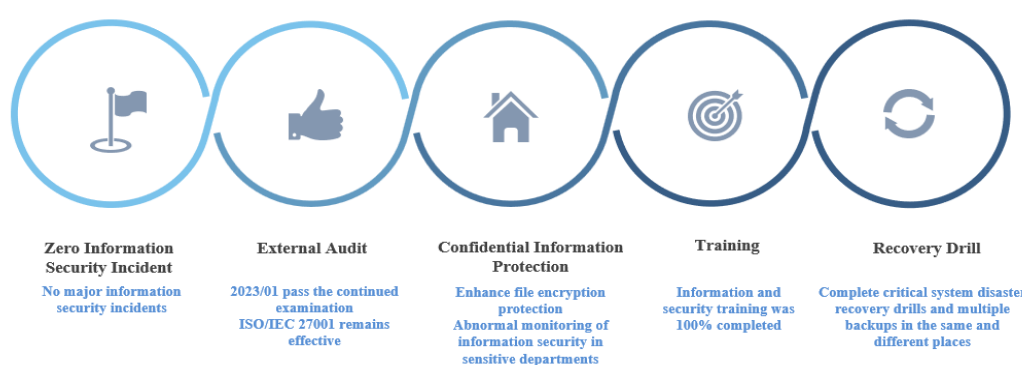 Zero Information
Security Incident
No major information
security incidents
External Audit
2023/01 pass the continued
examination
ISO/IEC 27001 remains
effective
Confidential Information
Protection
Enhance file encryption
protection
Abnormal monitoring of
information security in
sensitive departments
Training
Information and
security training was
100% completed
Recovery Drill
Complete critical system disaster
recovery drills and multiple
backups in the same and
different places